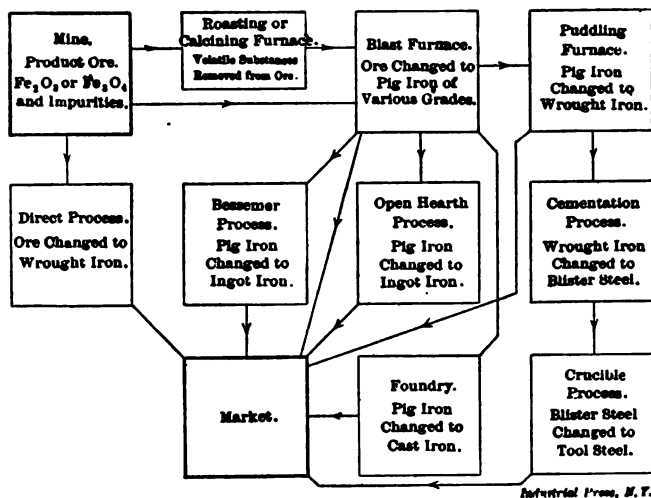 Mine.
Product Ore.
Fe₂O₃ or Fe₃O₄
and Impurities.
Roasting or
Calcining Furnace.
Volatile Substances
Removed from Ore.
Blast Furnace.
Ore Changed to
Pig Iron of
Various Grades.
Puddling
Furnace.
Pig Iron
Changed to
Wrought Iron.
Direct Process.
Ore Changed to
Wrought Iron.
Bessemer
Process.
Pig Iron
Changed to
Ingot Iron.
Open Hearth
Process.
Pig Iron
Changed to
Ingot Iron.
Cementation
Process.
Wrought Iron
Changed to
Blister Steel.
Market.
Foundry.
Pig Iron
Changed to
Cast Iron.
Crucible
Process.
Blister Steel
Changed to
Tool Steel.
Industrial Press, N.Y.